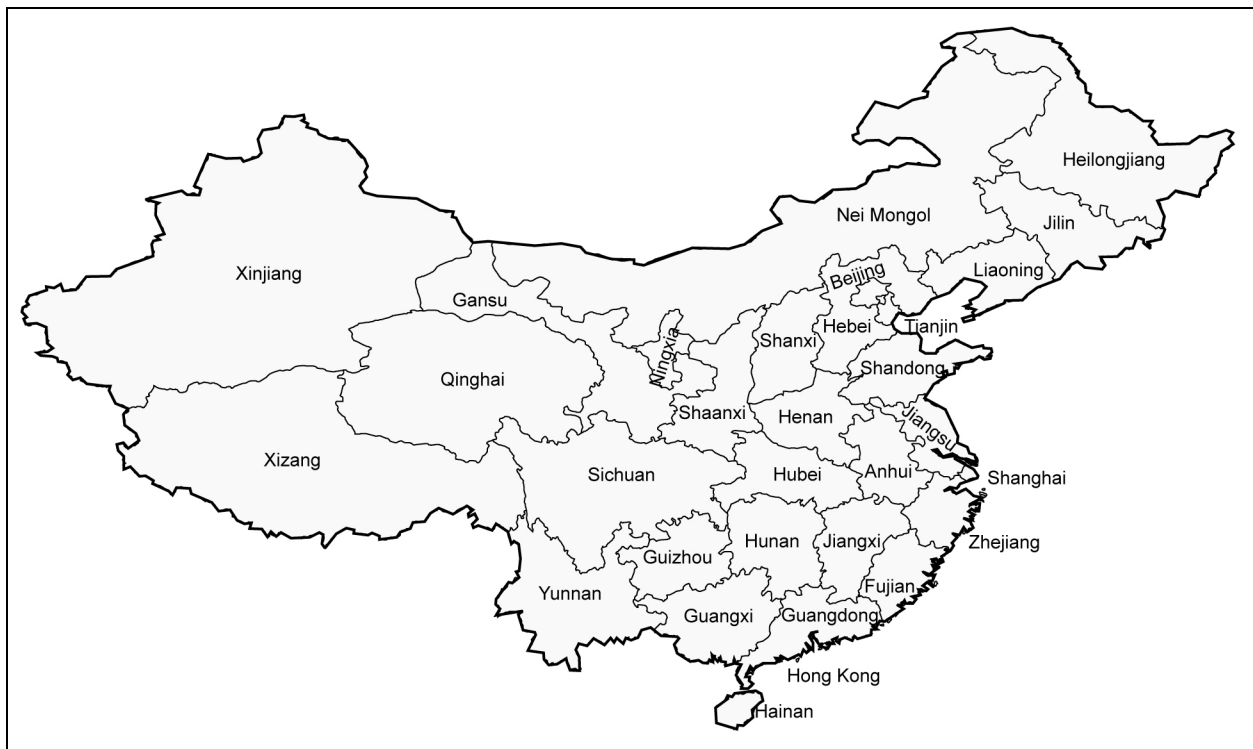 Heilongjiang
Nei Mongol
Jilin
Xinjiang
Beijing
Liaoning
Gansu
Ningxia
Shanxi
Hebei
Tianjin
Qinghai
Shandong
Shaanxi
Henan
Jiangsu
Xizang
Sichuan
Hubei
Anhui
Shanghai
Guizhou
Hunan
Jiangxi
Zhejiang
Yunnan
Fujian
Guangxi
Guangdong
Hong Kong
Hainan